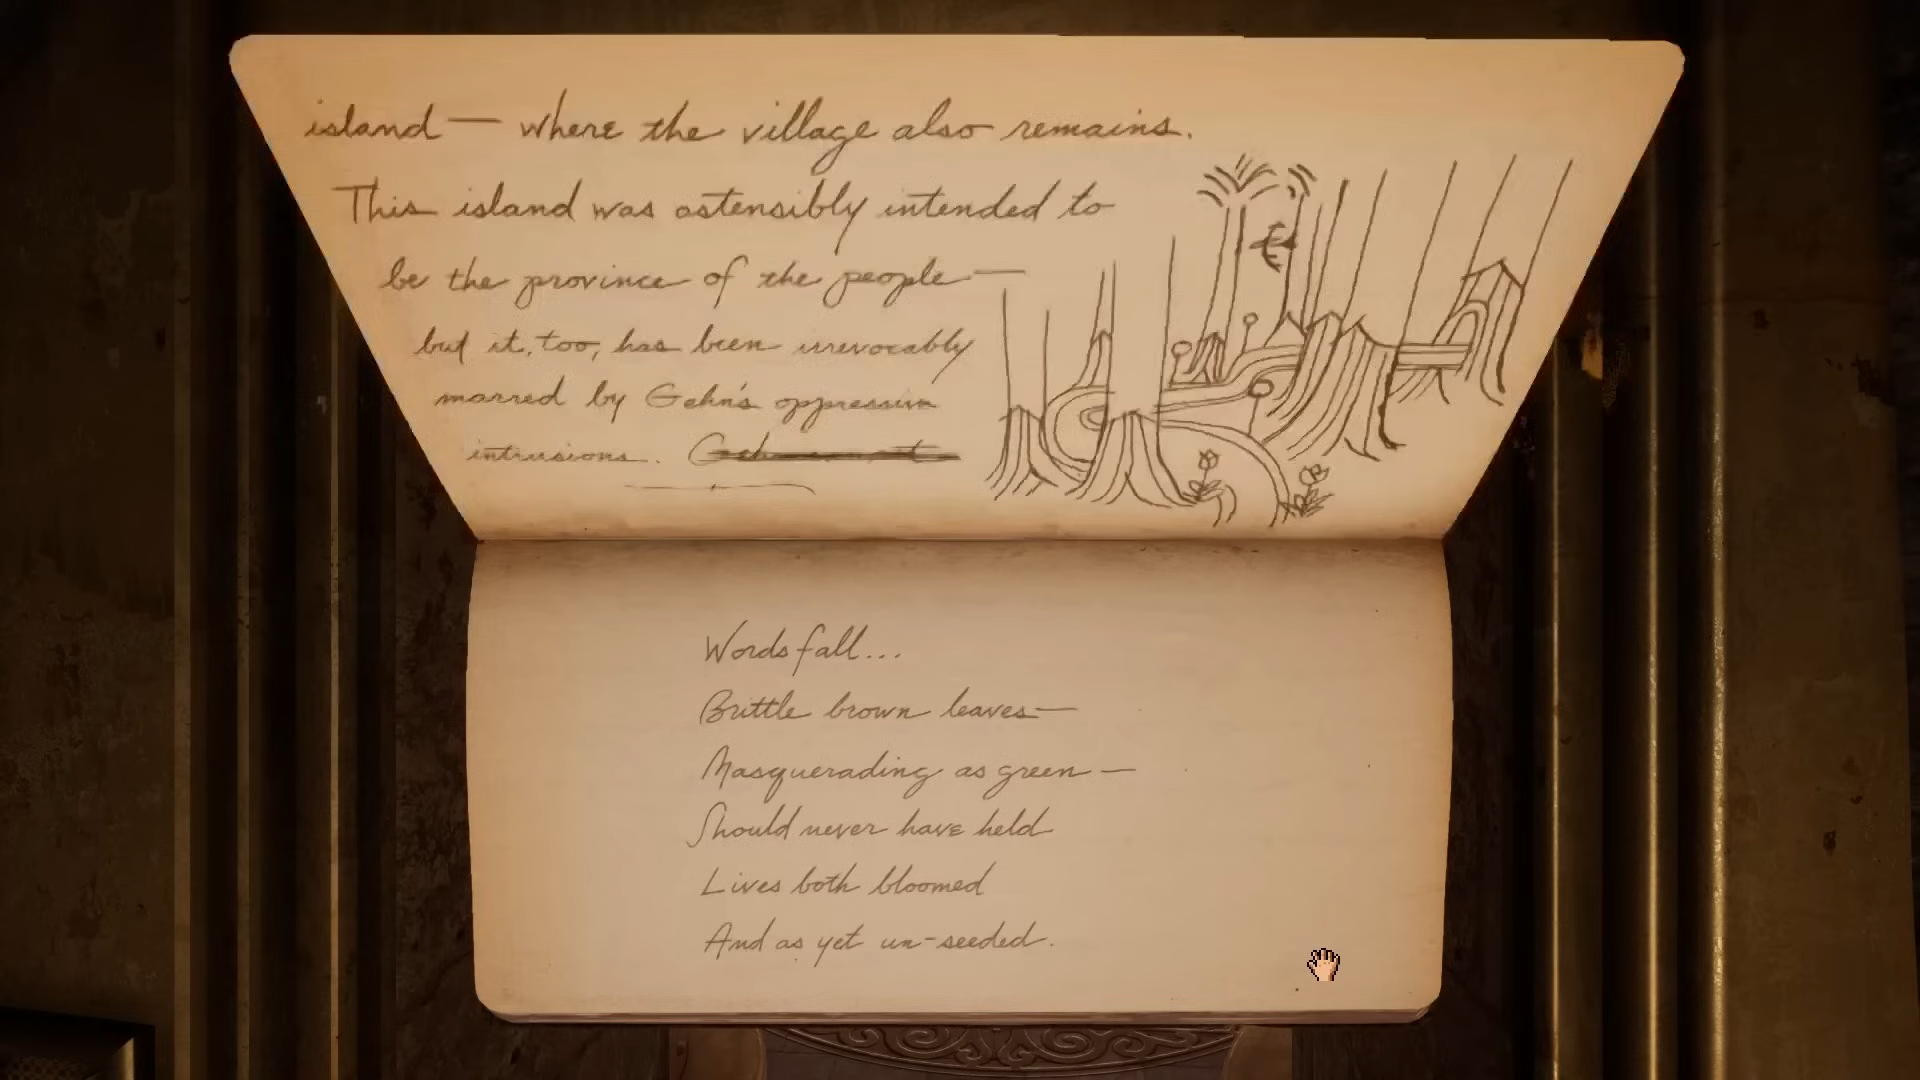 island — where the village also remains.
This island was ostensibly intended to
be the province of the people —
but it, too, has been irrevocably
marred by Gehn's oppressive
intrusions.
Words fall...
Brittle brown leaves—
Masquerading as green —
Should never have held
Lives both bloomed
And as yet un-seeded.